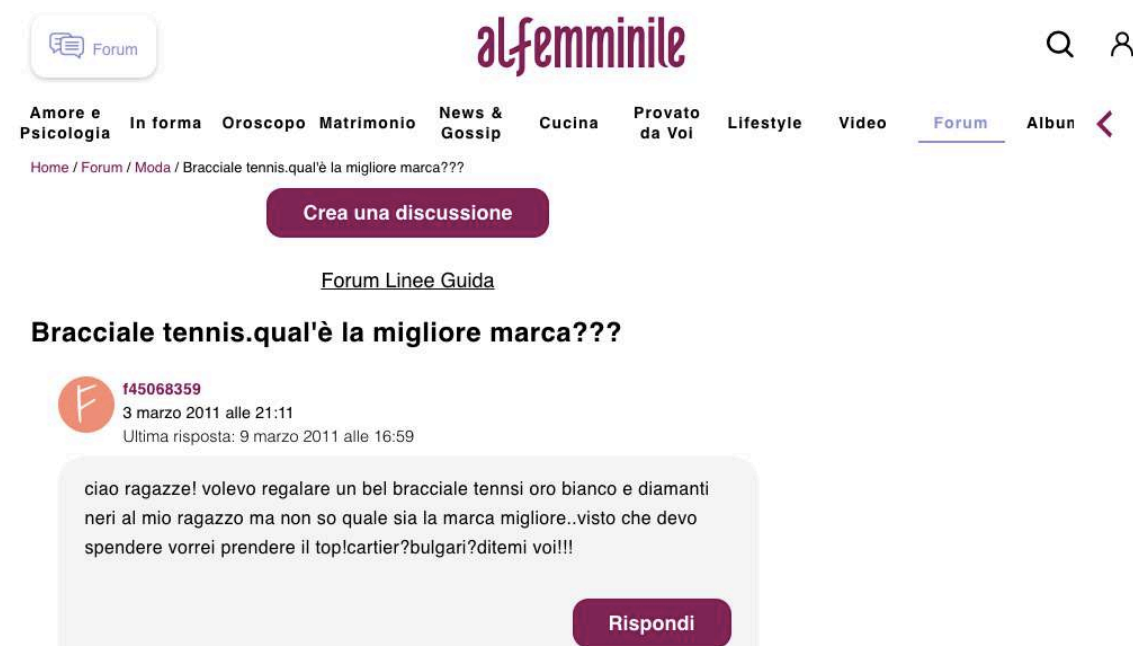 Forum
alfemminile
Amore e Psicologia
In forma
Oroscopo
Matrimonio
News & Gossip
Cucina
Provato da Voi
Lifestyle
Video
Forum
Album
Home / Forum / Moda / Bracciale tennis.qual'è la migliore marca???
Crea una discussione
Forum Linee Guida
Bracciale tennis.qual'è la migliore marca???
f45068359
3 marzo 2011 alle 21:11
Ultima risposta: 9 marzo 2011 alle 16:59
ciao ragazze! volevo regalare un bel bracciale tennsi oro bianco e diamanti
neri al mio ragazzo ma non so quale sia la marca migliore..visto che devo
spendere vorrei prendere il top!cartier?bulgari?ditemi voi!!!
Rispondi